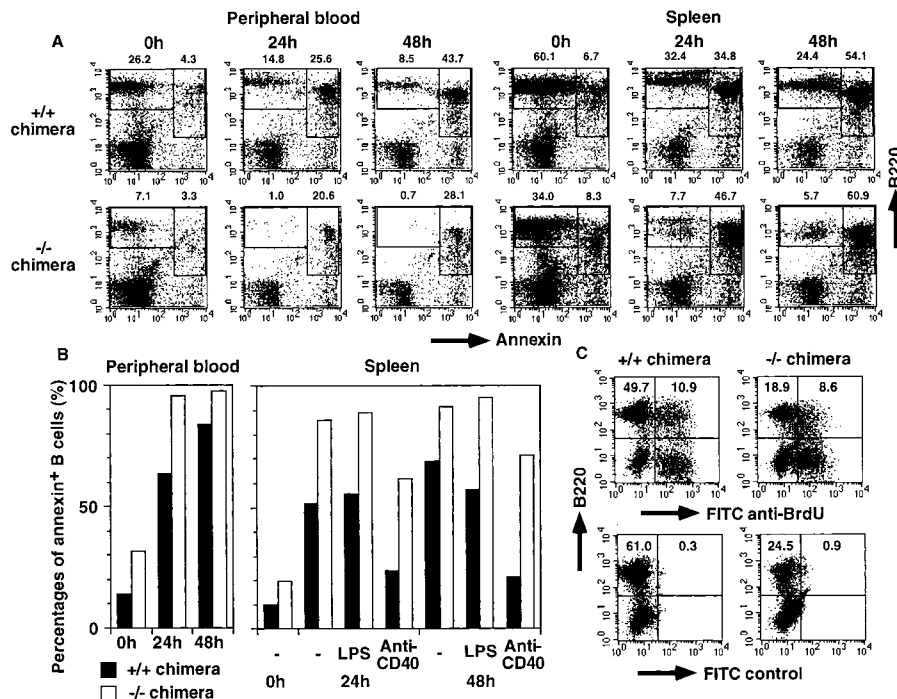 Peripheral blood Spleen
A 0h 24h 48h 0h 24h 48h
26.2 4.3 14.8 25.6 8.5 43.7 60.1 6.7 32.4 34.8 24.4 54.1
+/+
chimera
7.1 3.3 1.0 20.6 0.7 28.1 34.0 8.3 7.7 46.7 5.7 60.9
-/-
chimera
B220
Annexin
B Peripheral blood Spleen
Percentages of annexin+ B cells (%)
100
50
0
0h 24h 48h
- - LPS Anti-CD40 - LPS Anti-CD40
0h 24h 48h
+/+ chimera
-/- chimera
C +/+ chimera -/- chimera
49.7 10.9 18.9 8.6
B220
FITC anti-BrdU
61.0 0.3 24.5 0.9
FITC control